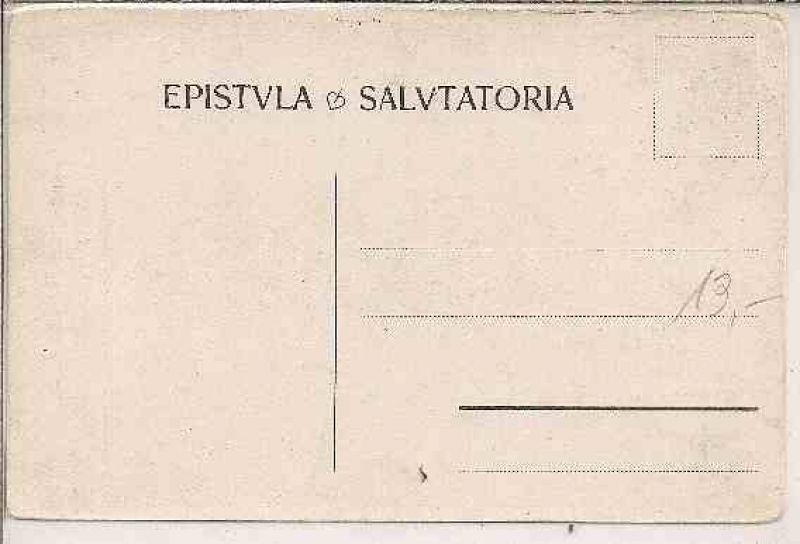 EPISTVLA ❧ SALVTATORIA
13,-